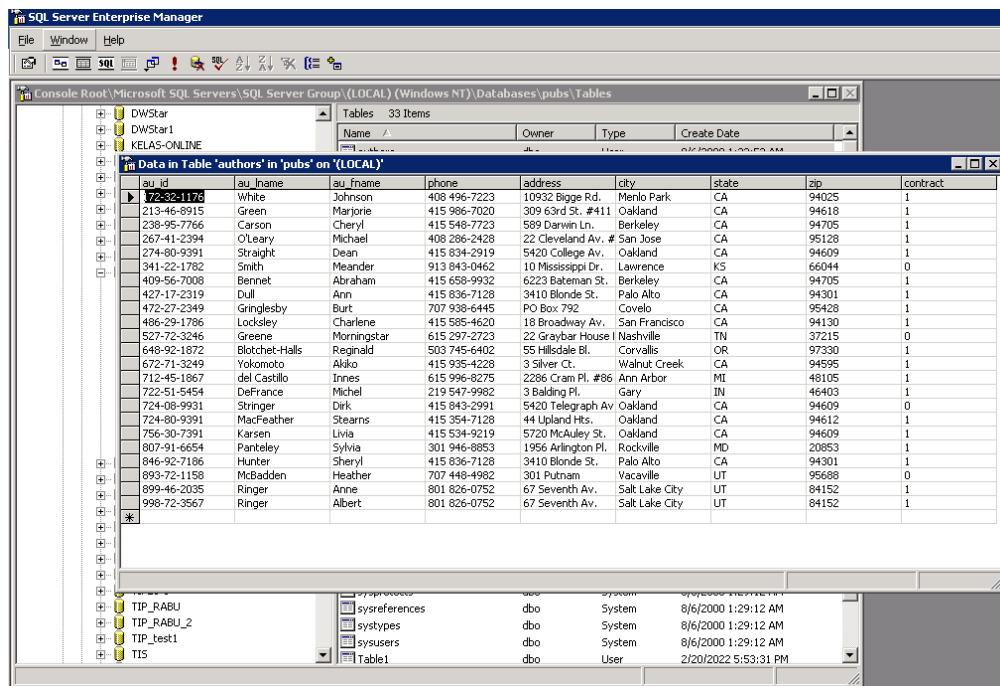 SQL Server Enterprise Manager
File Window Help
Console Root\Microsoft SQL Servers\SQL Server Group\(LOCAL) (Windows NT)\Databases\pubs\Tables
DWStar
DWStar1
KELAS-ONLINE
Tables 33 Items
Name Owner Type Create Date
Data in Table 'authors' in 'pubs' on '(LOCAL)'
au_id au_lname au_fname phone address city state zip contract
172-32-1176 White Johnson 408 496-7223 10932 Bigge Rd. Menlo Park CA 94025 1
213-46-8915 Green Marjorie 415 986-7020 309 63rd St. #411 Oakland CA 94618 1
238-95-7766 Carson Cheryl 415 548-7723 589 Darwin Ln. Berkeley CA 94705 1
267-41-2394 O'Leary Michael 408 286-2428 22 Cleveland Av. # San Jose CA 95128 1
274-80-9391 Straight Dean 415 834-2919 5420 College Av. Oakland CA 94609 1
341-22-1782 Smith Meander 913 843-0462 10 Mississippi Dr. Lawrence KS 66044 0
409-56-7008 Bennet Abraham 415 658-9932 6223 Bateman St. Berkeley CA 94705 1
427-17-2319 Dull Ann 415 836-7128 3410 Blonde St. Palo Alto CA 94301 1
472-27-2349 Gringlesby Burt 707 938-6445 PO Box 792 Covelo CA 95428 1
486-29-1786 Locksley Charlene 415 585-4620 18 Broadway Av. San Francisco CA 94130 1
527-72-3246 Greene Morningstar 615 297-2723 22 Graybar House Nashville TN 37215 0
648-92-1872 Blotchet-Halls Reginald 503 745-6402 55 Hillsdale Bl. Corvallis OR 97330 1
672-71-3249 Yokomoto Akiko 415 935-4228 3 Silver Ct. Walnut Creek CA 94595 1
712-45-1867 del Castillo Innes 615 996-8275 2286 Cram Pl. #86 Ann Arbor MI 48105 1
722-51-5454 DeFrance Michel 219 547-9982 3 Balding Pl. Gary IN 46403 1
724-08-9931 Stringer Dirk 415 843-2991 5420 Telegraph Av Oakland CA 94609 0
724-80-9391 MacFeather Stearns 415 354-7128 44 Upland Hts. Oakland CA 94612 1
756-30-7391 Karsen Livia 415 534-9219 5720 McAuley St. Oakland CA 94609 1
807-91-6654 Panteley Sylvia 301 946-8853 1956 Arlington Pl. Rockville MD 20853 1
846-92-7186 Hunter Sheryl 415 836-7128 3410 Blonde St. Palo Alto CA 94301 1
893-72-1158 McBadden Heather 707 448-4982 301 Putnam Vacaville UT 95688 0
899-46-2035 Ringer Anne 801 826-0752 67 Seventh Av. Salt Lake City UT 84152 1
998-72-3567 Ringer Albert 801 826-0752 67 Seventh Av. Salt Lake City UT 84152 1
TIP_RABU
TIP_RABU_2
TIP_test1
TIS
sysreferences dbo System 8/6/2000 1:29:12 AM
systypes dbo System 8/6/2000 1:29:12 AM
sysusers dbo System 8/6/2000 1:29:12 AM
Table1 dbo User 2/20/2022 5:53:31 PM